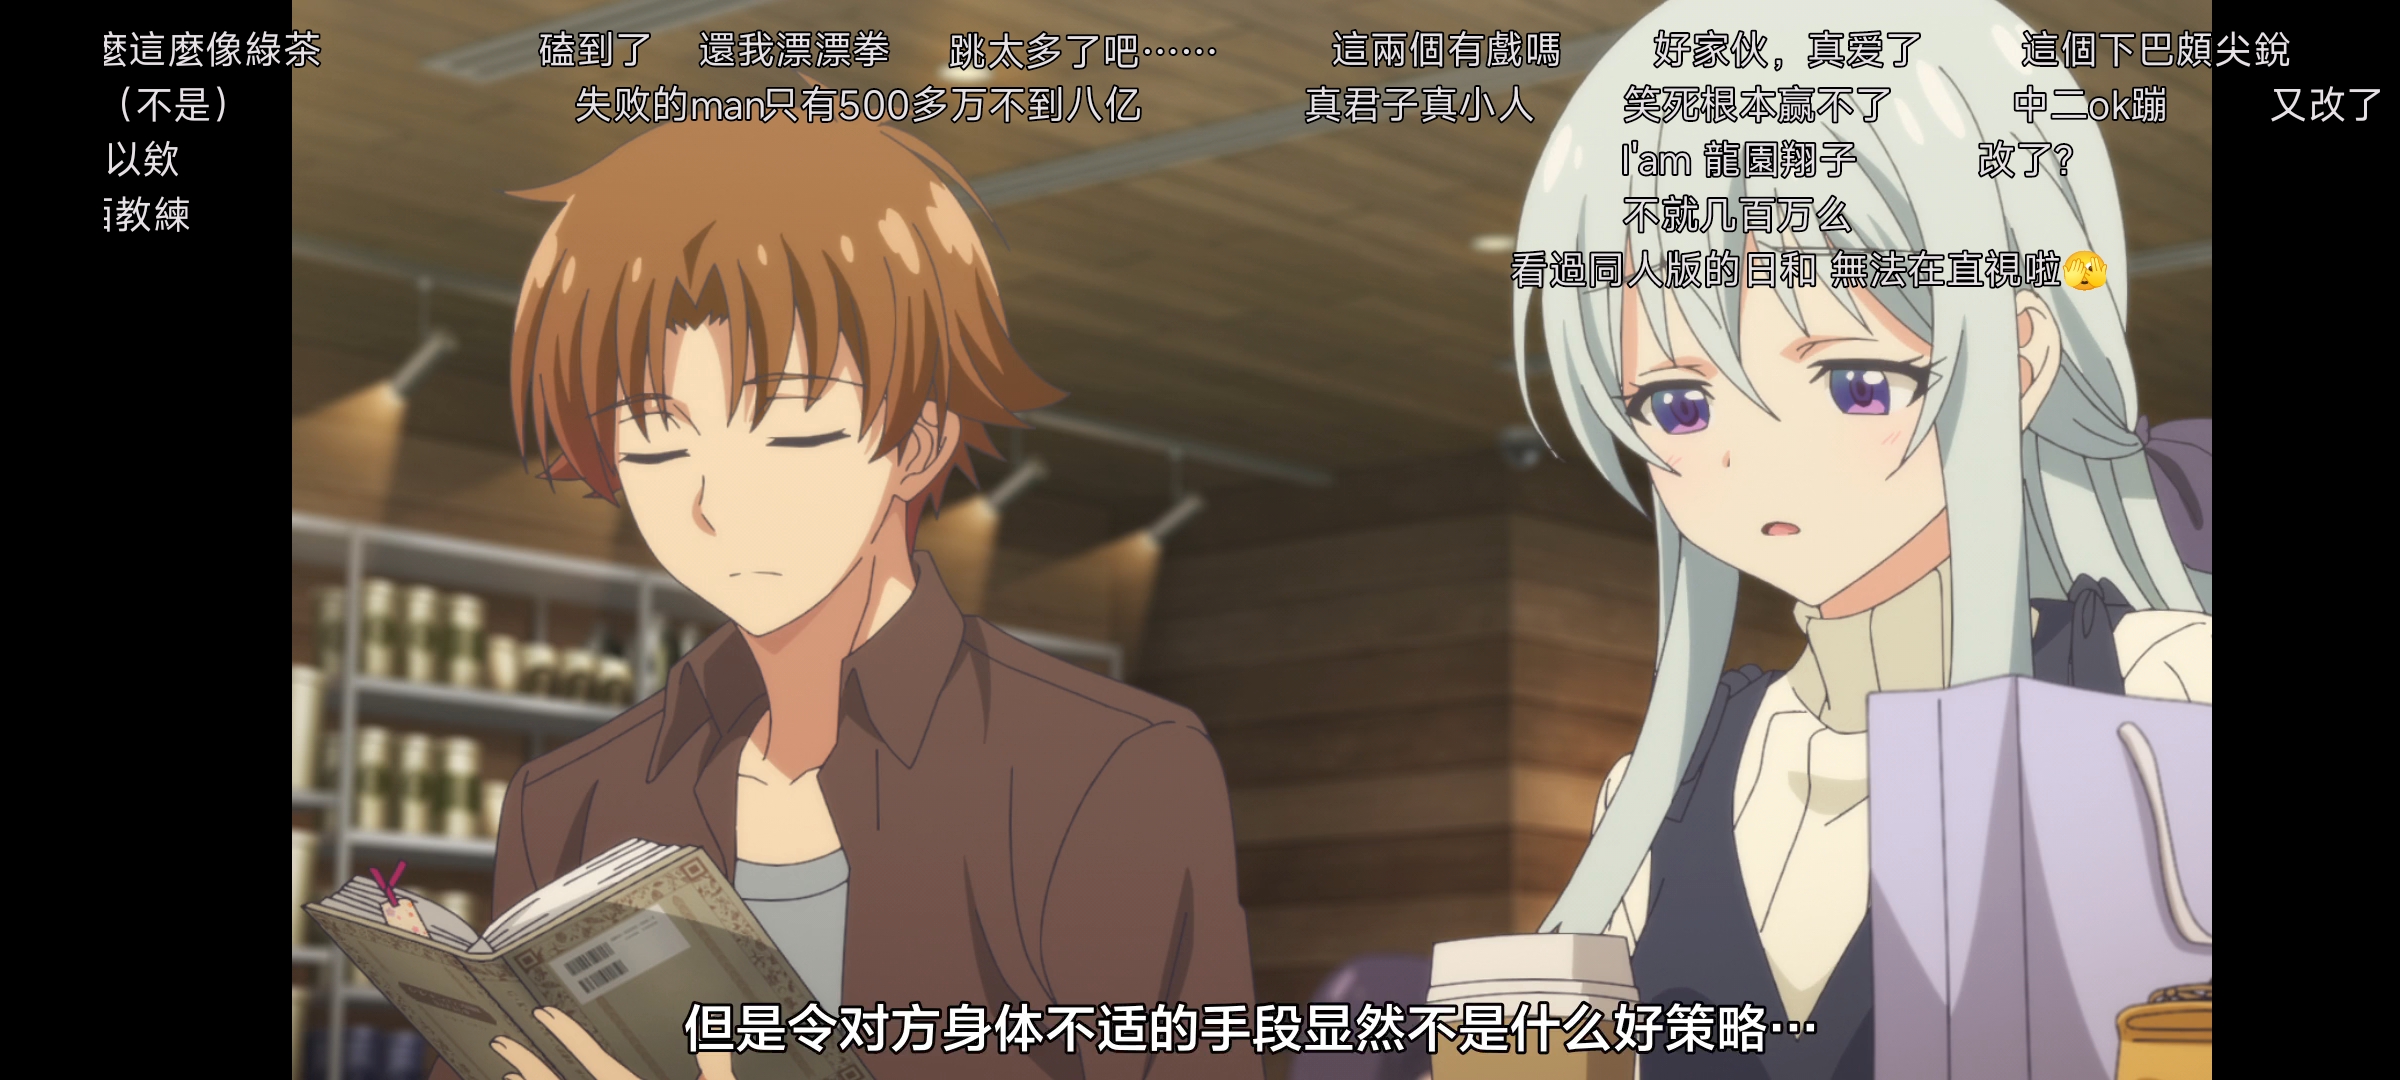 麼這麼像綠茶 磕到了 還我漂漂拳 跳太多了吧…… 這兩個有戲嗎 好家伙，真爱了 這個下巴頗尖銳
（不是） 失败的man只有500多万不到八亿 真君子真小人 笑死根本赢不了 中二ok蹦 又改了
以欸 I'am 龍園翔子 改了？
教練 不就几百万么
看過同人版的日和 無法在直視啦🫣
但是令对方身体不适的手段显然不是什么好策略…